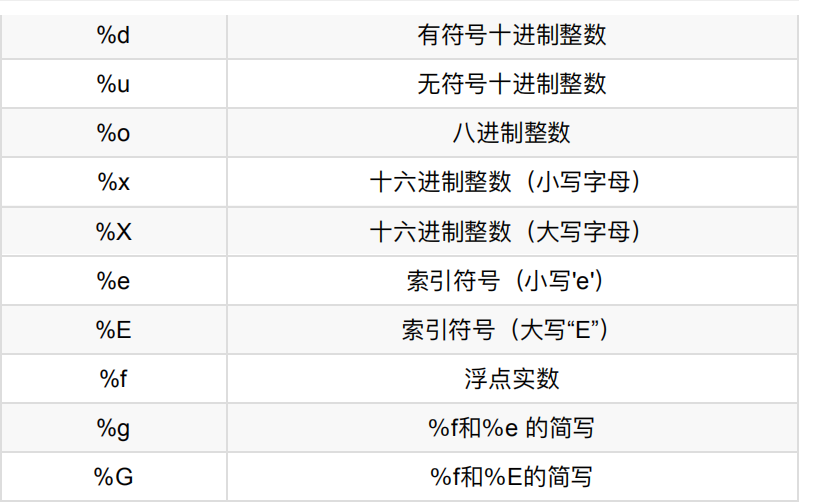 %d 有符号十进制整数
%u 无符号十进制整数
%o 八进制整数
%x 十六进制整数（小写字母）
%X 十六进制整数（大写字母）
%e 索引符号（小写'e'）
%E 索引符号（大写“E”）
%f 浮点实数
%g %f和%e 的简写
%G %f和%E的简写